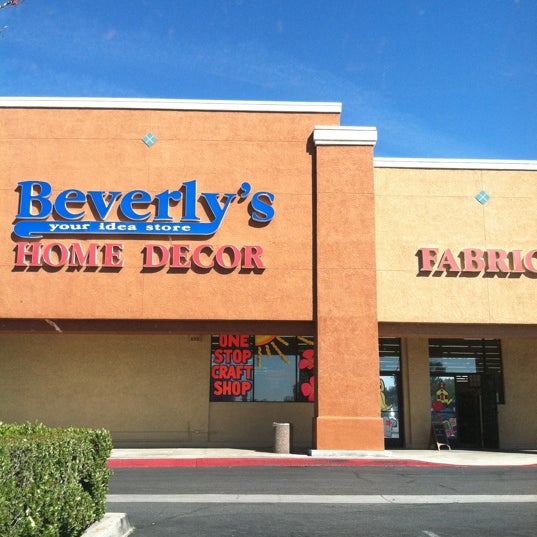 Beverly's
your idea store
HOME DECOR
FABRIC
ONE
STOP
CRAFT
SHOP